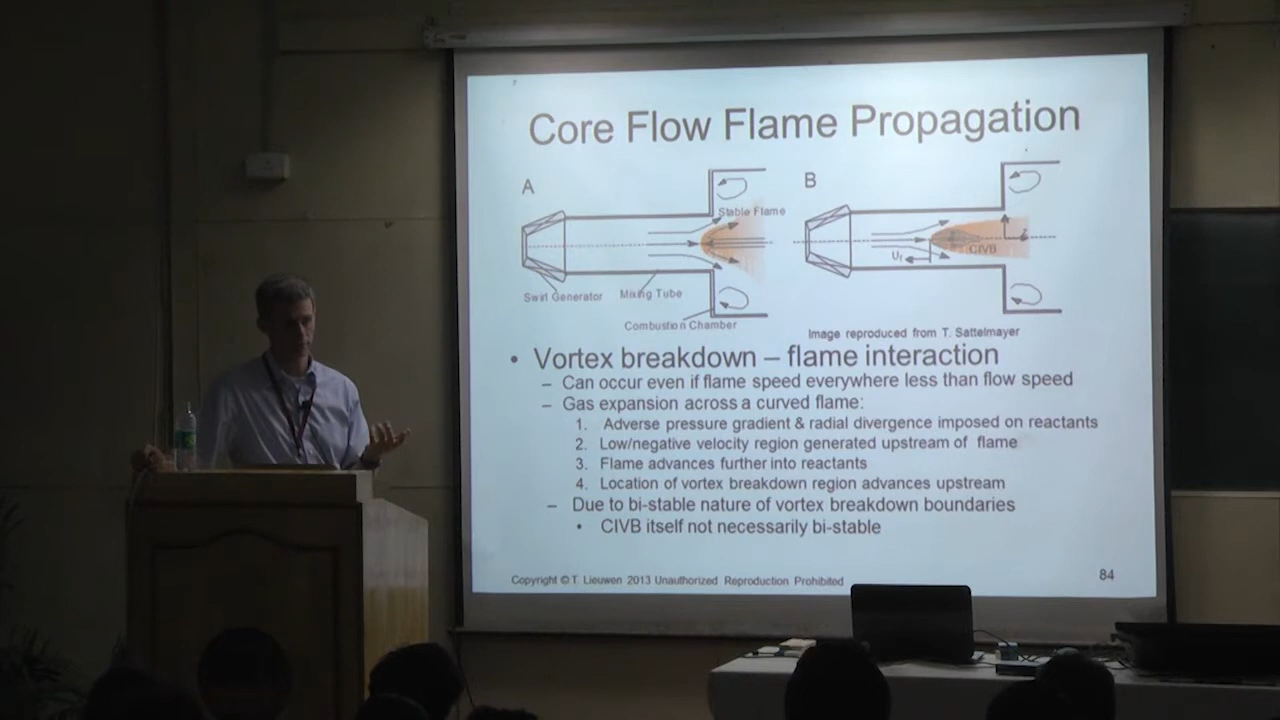 Core Flow Flame Propagation
A
B
Stable Flame
CIVB
Swirl Generator
Mixing Tube
Combustion Chamber
Image reproduced from T. Sattelmayer
• Vortex breakdown – flame interaction
– Can occur even if flame speed everywhere less than flow speed
– Gas expansion across a curved flame:
1. Adverse pressure gradient & radial divergence imposed on reactants
2. Low/negative velocity region generated upstream of flame
3. Flame advances further into reactants
4. Location of vortex breakdown region advances upstream
– Due to bi-stable nature of vortex breakdown boundaries
• CIVB itself not necessarily bi-stable
Copyright © T. Lieuwen 2013 Unauthorized Reproduction Prohibited
84